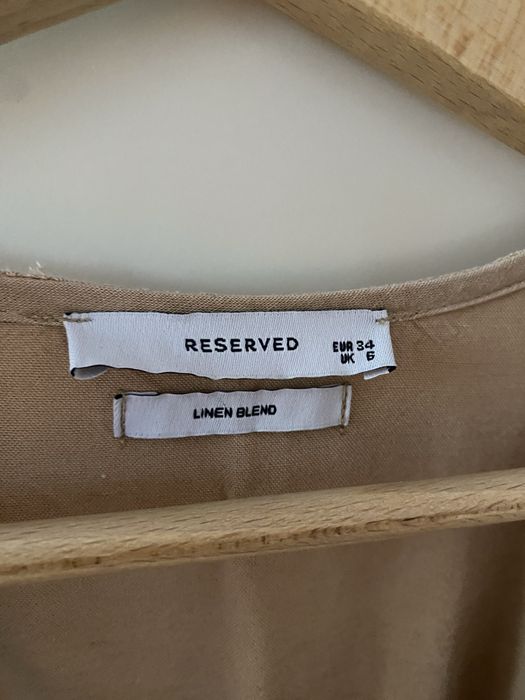 RESERVED
EUR 34
UK 6
LINEN BLEND